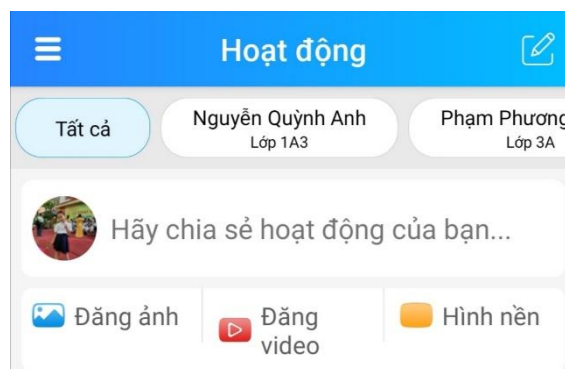 Hoạt động
Tất cả
Nguyễn Quỳnh Anh
Lớp 1A3
Phạm Phương
Lớp 3A
Hãy chia sẻ hoạt động của bạn...
Đăng ảnh
Đăng
video
Hình nền